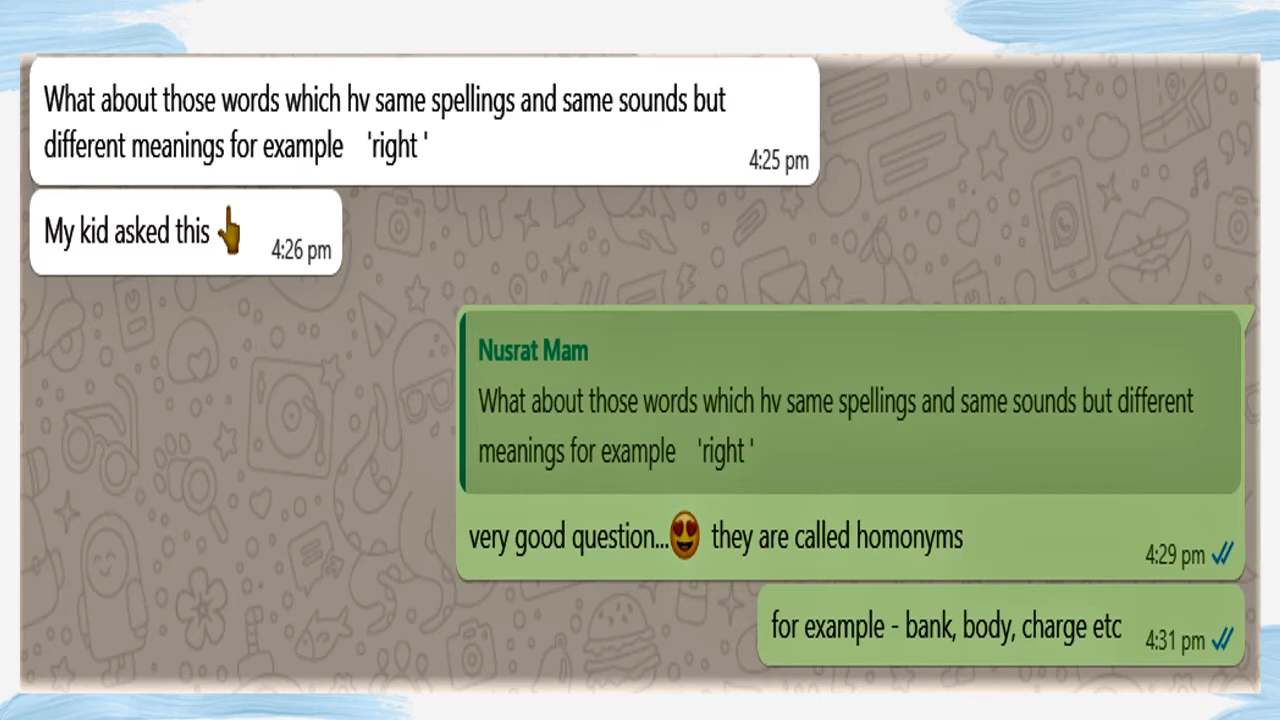 What about those words which hv same spellings and same sounds but
different meanings for example 'right '
4:25 pm
My kid asked this 👆
4:26 pm
Nusrat Mam
What about those words which hv same spellings and same sounds but different
meanings for example 'right '
very good question...😍 they are called homonyms
4:29 pm
for example - bank, body, charge etc
4:31 pm